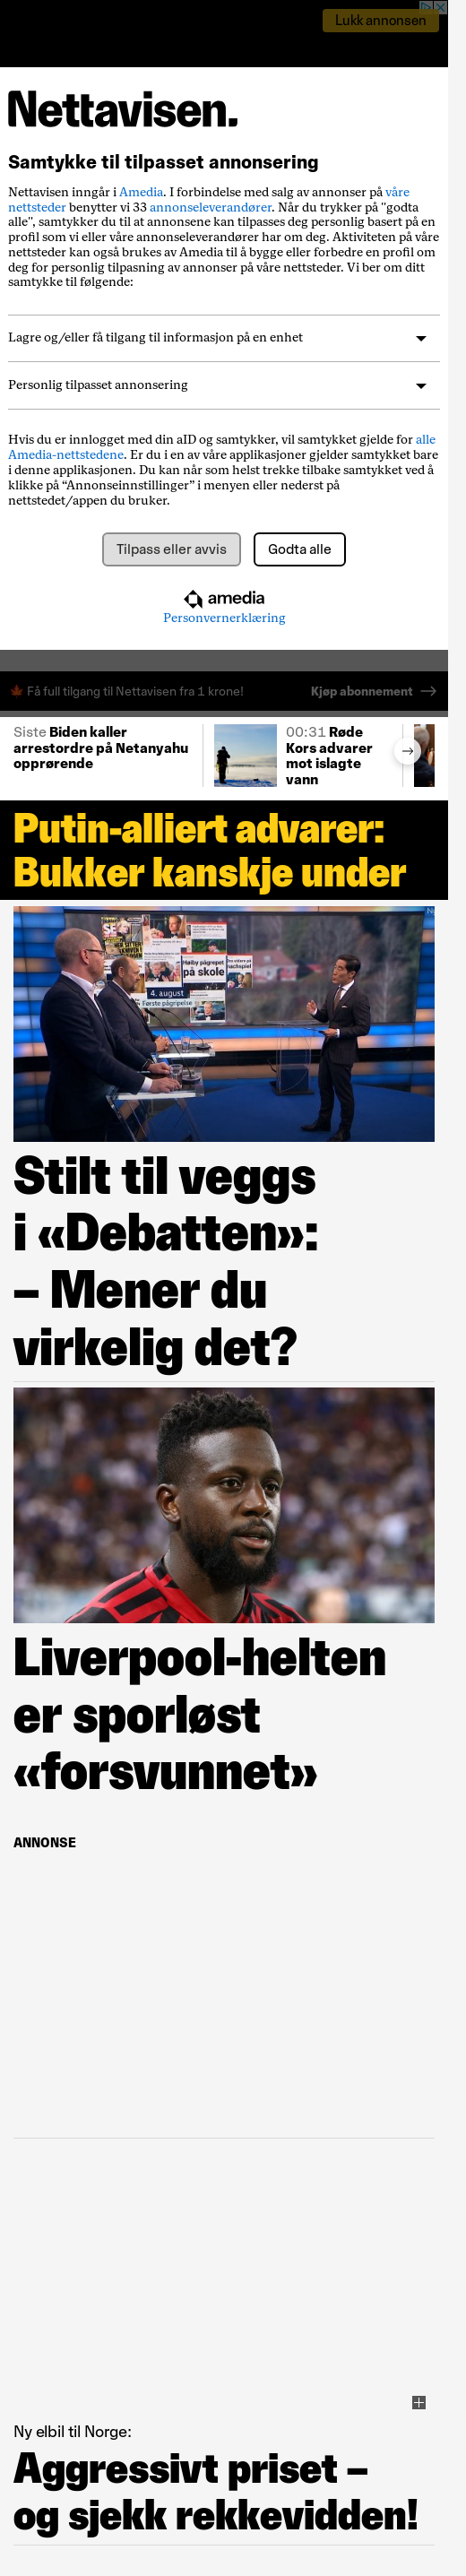 Lukk annonsen
Nettavisen.
Samtykke til tilpasset annonsering
Nettavisen inngår i Amedia. I forbindelse med salg av annonser på våre
nettsteder benytter vi 33 annonseleverandører. Når du trykker på "godta
alle", samtykker du til at annonsene kan tilpasses deg personlig basert på en
profil som vi eller våre annonseleverandører har om deg. Aktiviteten på våre
nettsteder kan også brukes av Amedia til å bygge eller forbedre en profil om
deg for personlig tilpasning av annonser på våre nettsteder. Vi ber om ditt
samtykke til følgende:
Lagre og/eller få tilgang til informasjon på en enhet
Personlig tilpasset annonsering
Hvis du er innlogget med din aID og samtykker, vil samtykket gjelde for alle
Amedia-nettstedene. Er du i en av våre applikasjoner gjelder samtykket bare
i denne applikasjonen. Du kan når som helst trekke tilbake samtykket ved å
klikke på “Annonseinnstillinger” i menyen eller nederst på
nettstedet/appen du bruker.
Tilpass eller avvis
Godta alle
amedia
Personvernerklæring
Få full tilgang til Nettavisen fra 1 krone!
Kjøp abonnement
Siste Biden kaller
arrestordre på Netanyahu
opprørende
00:31 Røde
Kors advarer
mot islagte
vann
Putin-alliert advarer:
Bukker kanskje under
på skole
4. august
Første pågripelse
Stilt til veggs
i «Debatten»:
– Mener du
virkelig det?
Liverpool-helten
er sporløst
«forsvunnet»
ANNONSE
Ny elbil til Norge:
Aggressivt priset –
og sjekk rekkevidden!